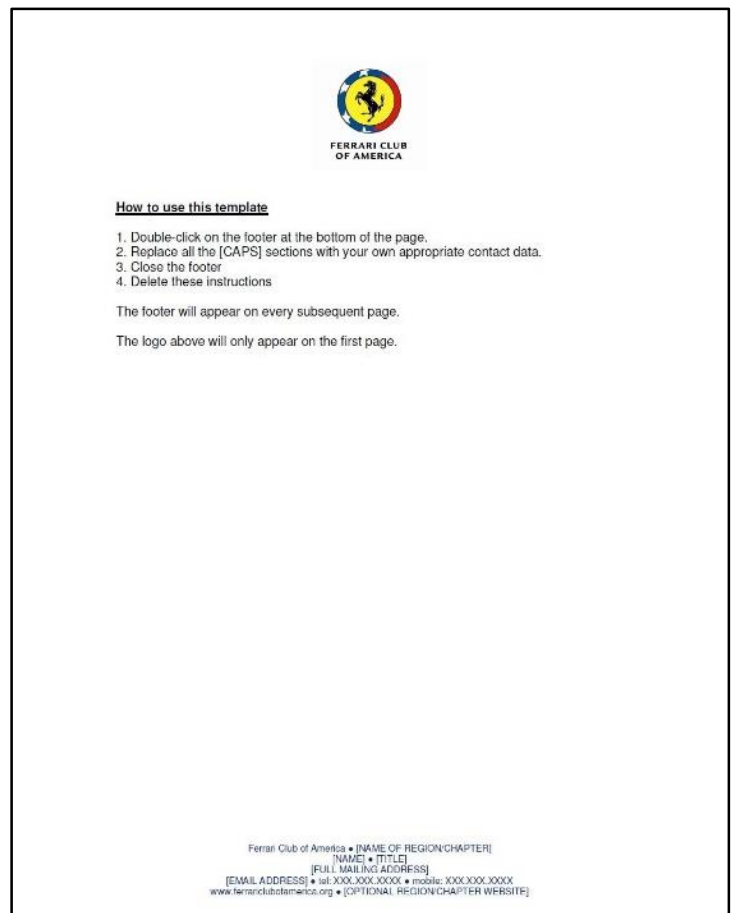 FERRARI CLUB
OF AMERICA
How to use this template
1. Double-click on the footer at the bottom of the page.
2. Replace all the [CAPS] sections with your own appropriate contact data.
3. Close the footer
4. Delete these instructions
The footer will appear on every subsequent page.
The logo above will only appear on the first page.
Ferrari Club of America • [NAME OF REGION/CHAPTER]
[NAME] • [TITLE]
[FULL MAILING ADDRESS]
[EMAIL ADDRESS] • tel: XXX.XXX.XXXX • mobile: XXX.XXX.XXXX
www.ferrariclubofamerica.org • [OPTIONAL REGION/CHAPTER WEBSITE]